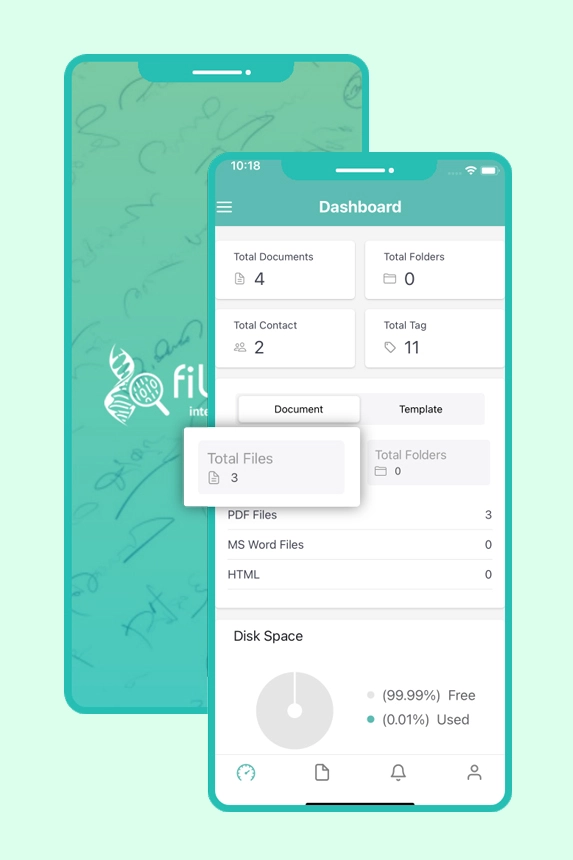 10:18
Dashboard
Total Documents
4
Total Folders
0
Total Contact
2
Total Tag
11
Document
Template
Total Files
3
Total Folders
0
PDF Files 3
MS Word Files 0
HTML 0
Disk Space
(99.99%) Free
(0.01%) Used